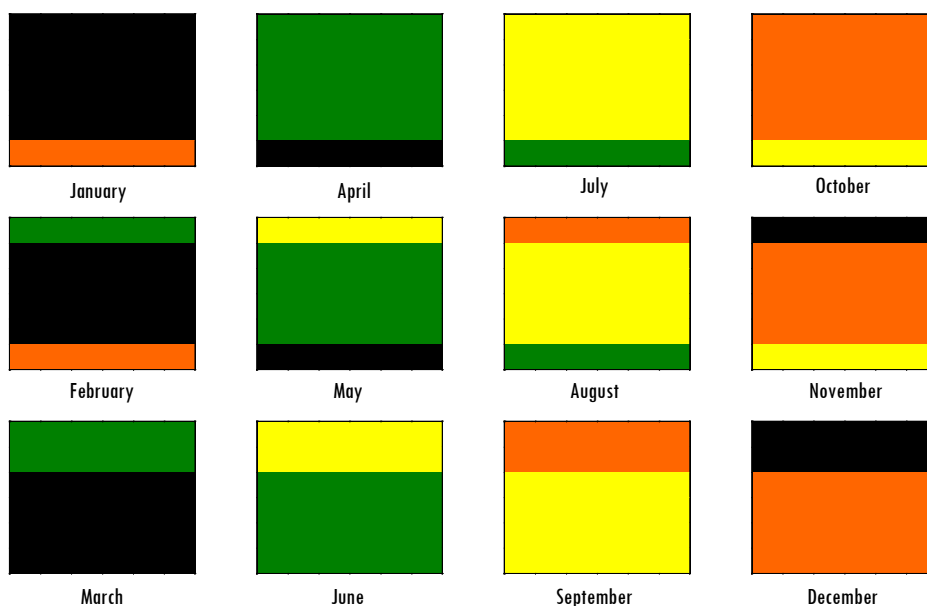 January
April
July
October
February
May
August
November
March
June
September
December